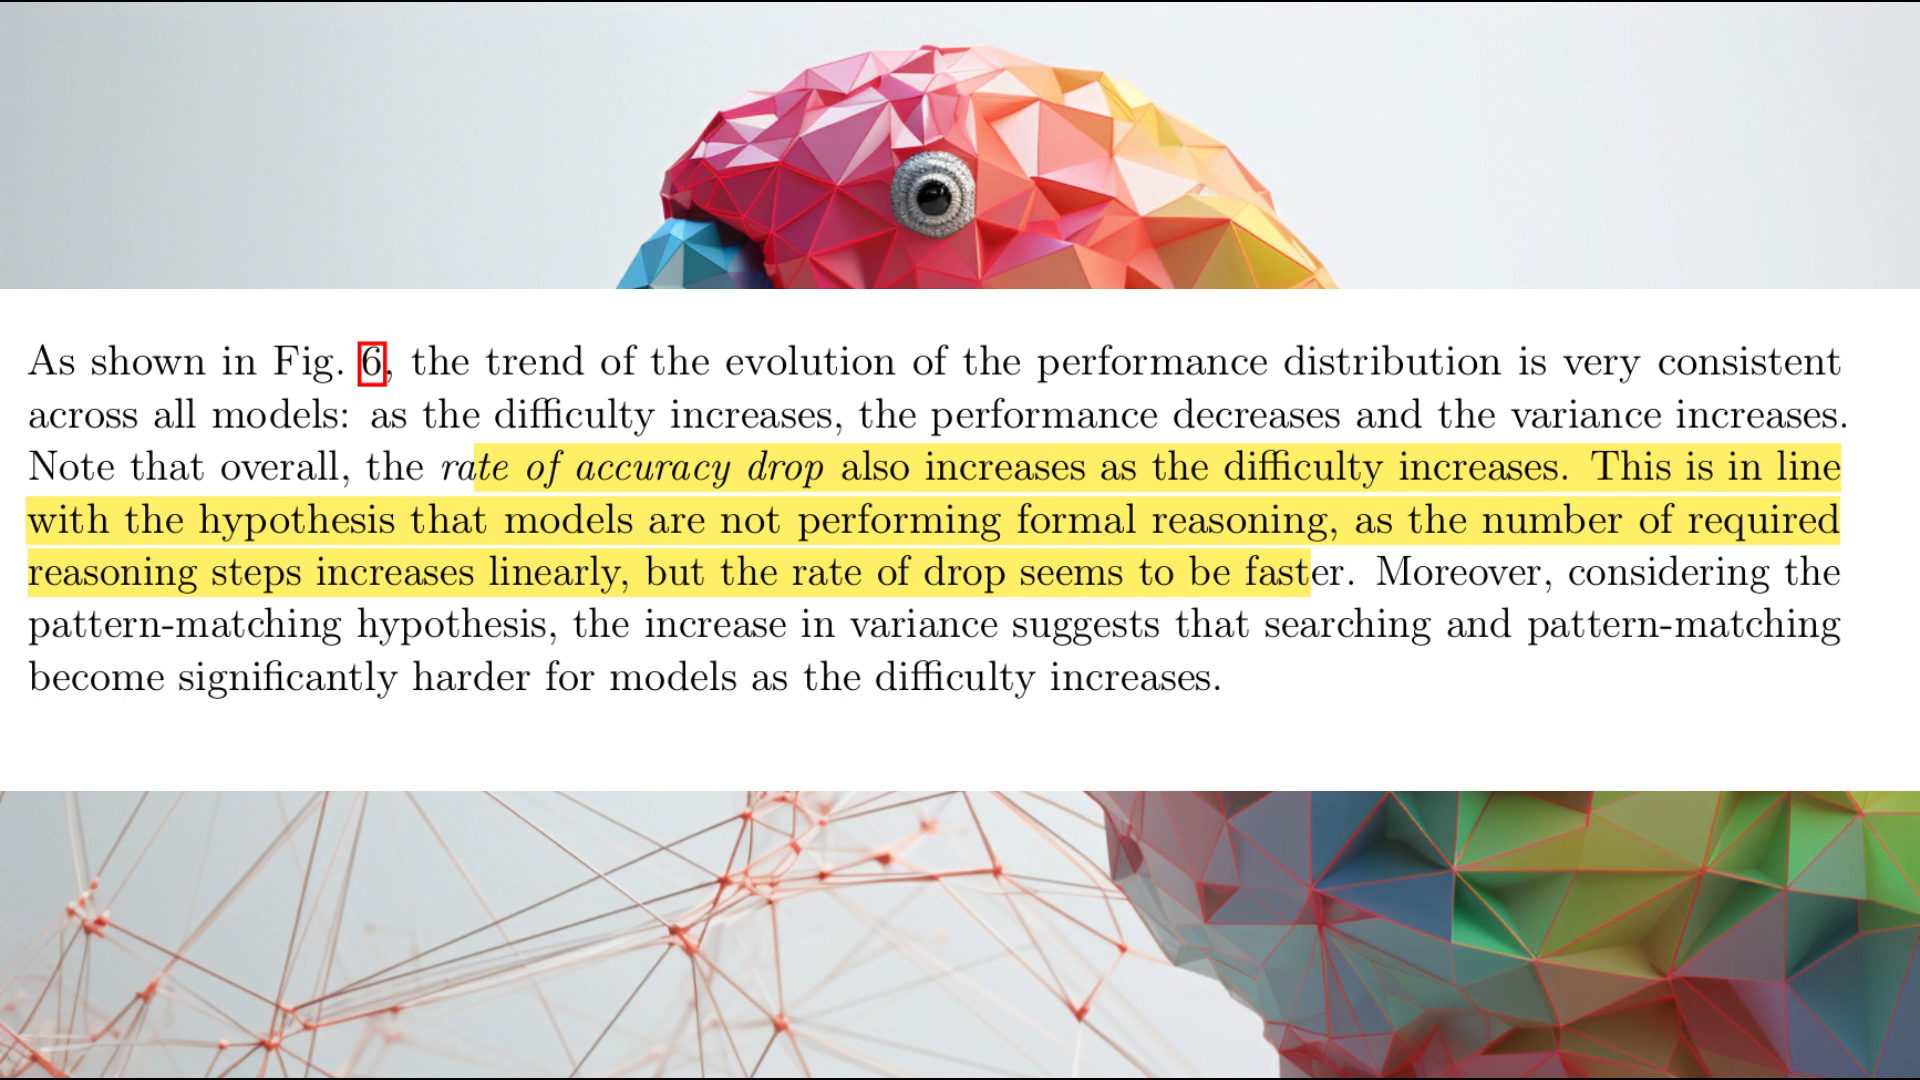 As shown in Fig. 6, the trend of the evolution of the performance distribution is very consistent
across all models: as the difficulty increases, the performance decreases and the variance increases.
Note that overall, the rate of accuracy drop also increases as the difficulty increases. This is in line
with the hypothesis that models are not performing formal reasoning, as the number of required
reasoning steps increases linearly, but the rate of drop seems to be faster. Moreover, considering the
pattern-matching hypothesis, the increase in variance suggests that searching and pattern-matching
become significantly harder for models as the difficulty increases.